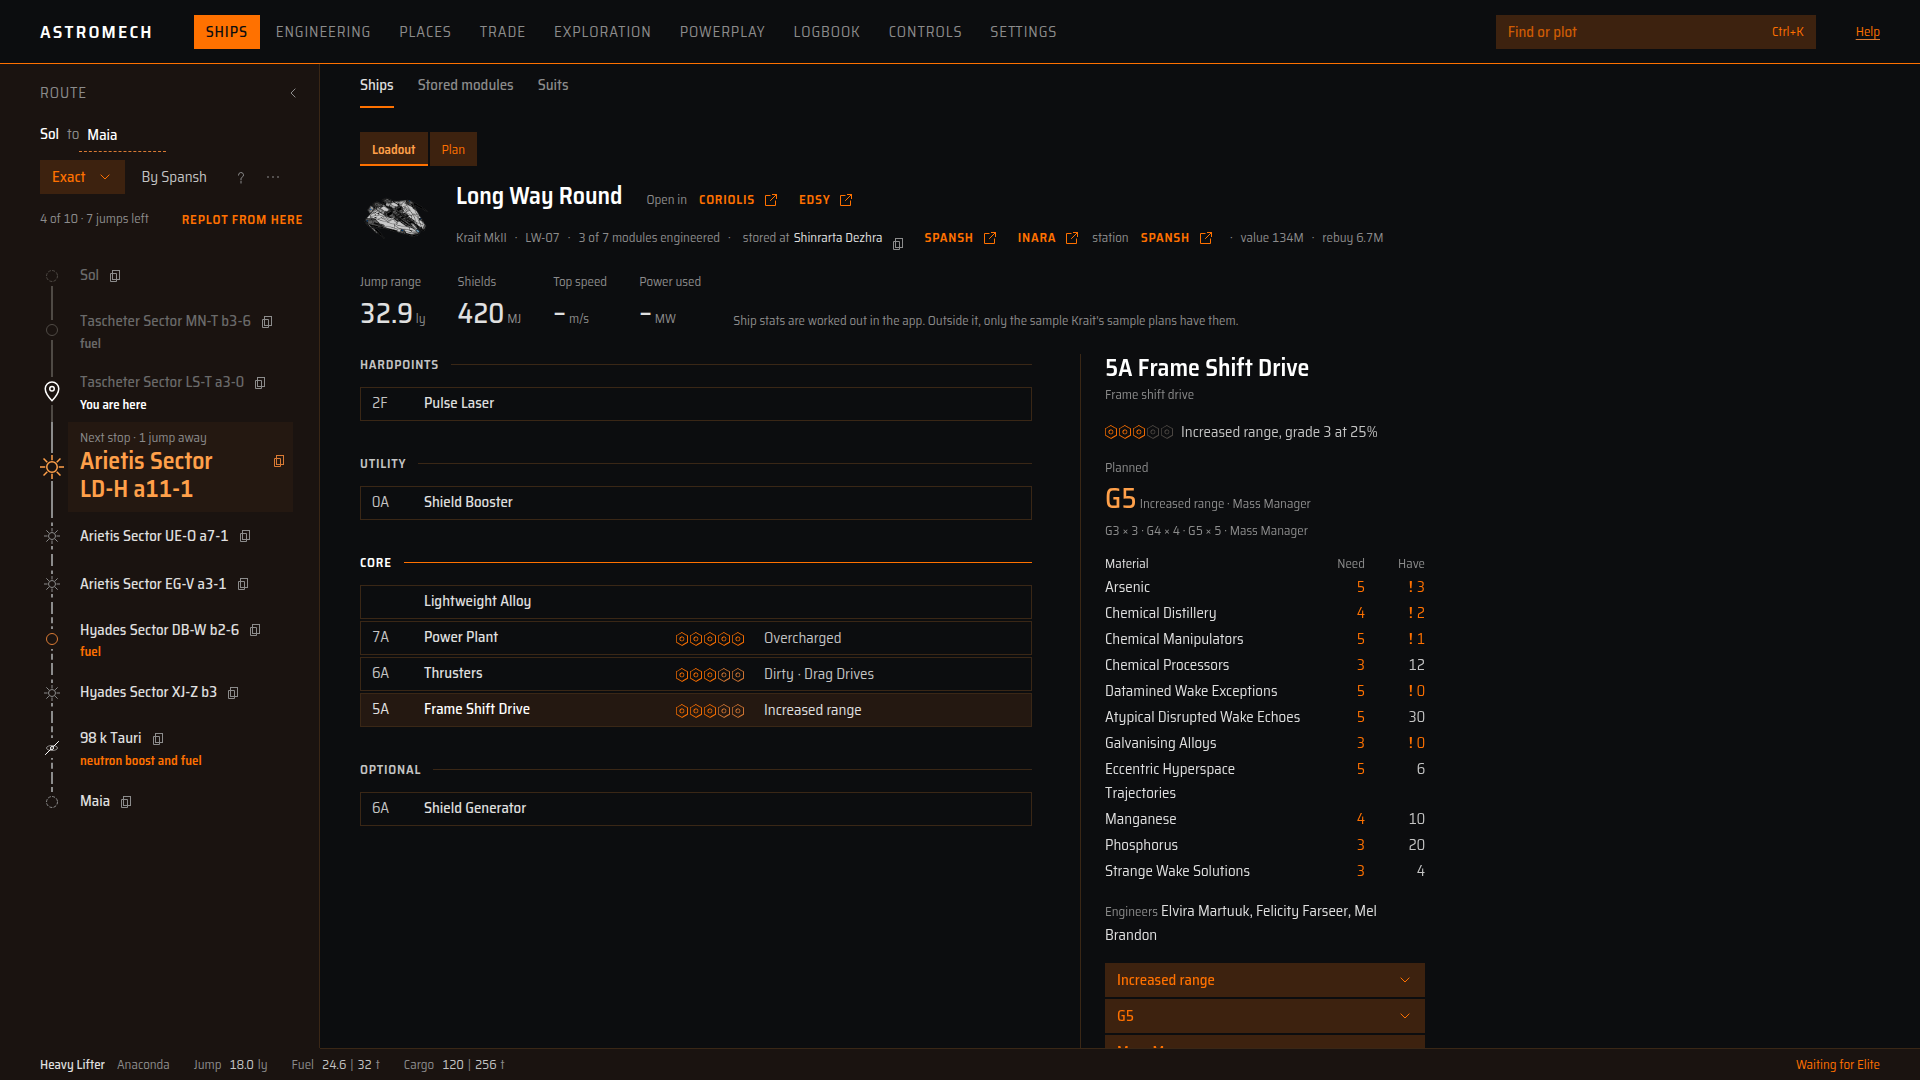 ASTROMECH
SHIPS ENGINEERING PLACES TRADE EXPLORATION POWERPLAY LOGBOOK CONTROLS SETTINGS
Find or plot Ctrl+K
Help
ROUTE
Sol to Maia
Exact By Spansh ? ...
4 of 10 · 7 jumps left REPLOT FROM HERE
Sol
Tascheter Sector MN-T b3-6
fuel
Tascheter Sector LS-T a3-0
You are here
Next stop · 1 jump away
Arietis Sector
LD-H a11-1
Arietis Sector UE-O a7-1
Arietis Sector EG-V a3-1
Hyades Sector DB-W b2-6
fuel
Hyades Sector XJ-Z b3
98 k Tauri
neutron boost and fuel
Maia
Ships Stored modules Suits
Loadout Plan
Long Way Round Open in CORIOLIS EDSY
Krait MkII · LW-07 · 3 of 7 modules engineered · stored at Shinrarta Dezhra SPANSH INARA station SPANSH · value 134M · rebuy 6.7M
Jump range Shields Top speed Power used
32.9 ly 420 MJ – m/s – MW Ship stats are worked out in the app. Outside it, only the sample Krait's sample plans have them.
HARDPOINTS
2F Pulse Laser
UTILITY
0A Shield Booster
CORE
Lightweight Alloy
7A Power Plant Overcharged
6A Thrusters Dirty · Drag Drives
5A Frame Shift Drive Increased range
OPTIONAL
6A Shield Generator
5A Frame Shift Drive
Frame shift drive
Increased range, grade 3 at 25%
Planned
G5 Increased range · Mass Manager
G3 × 3 · G4 × 4 · G5 × 5 · Mass Manager
Material Need Have
Arsenic 5 ! 3
Chemical Distillery 4 ! 2
Chemical Manipulators 5 ! 1
Chemical Processors 3 12
Datamined Wake Exceptions 5 ! 0
Atypical Disrupted Wake Echoes 5 30
Galvanising Alloys 3 ! 0
Eccentric Hyperspace 5 6
Trajectories
Manganese 4 10
Phosphorus 3 20
Strange Wake Solutions 3 4
Engineers Elvira Martuuk, Felicity Farseer, Mel
Brandon
Increased range
G5
Heavy Lifter Anaconda Jump 18.0 ly Fuel 24.6 | 32 t Cargo 120 | 256 t
Waiting for Elite